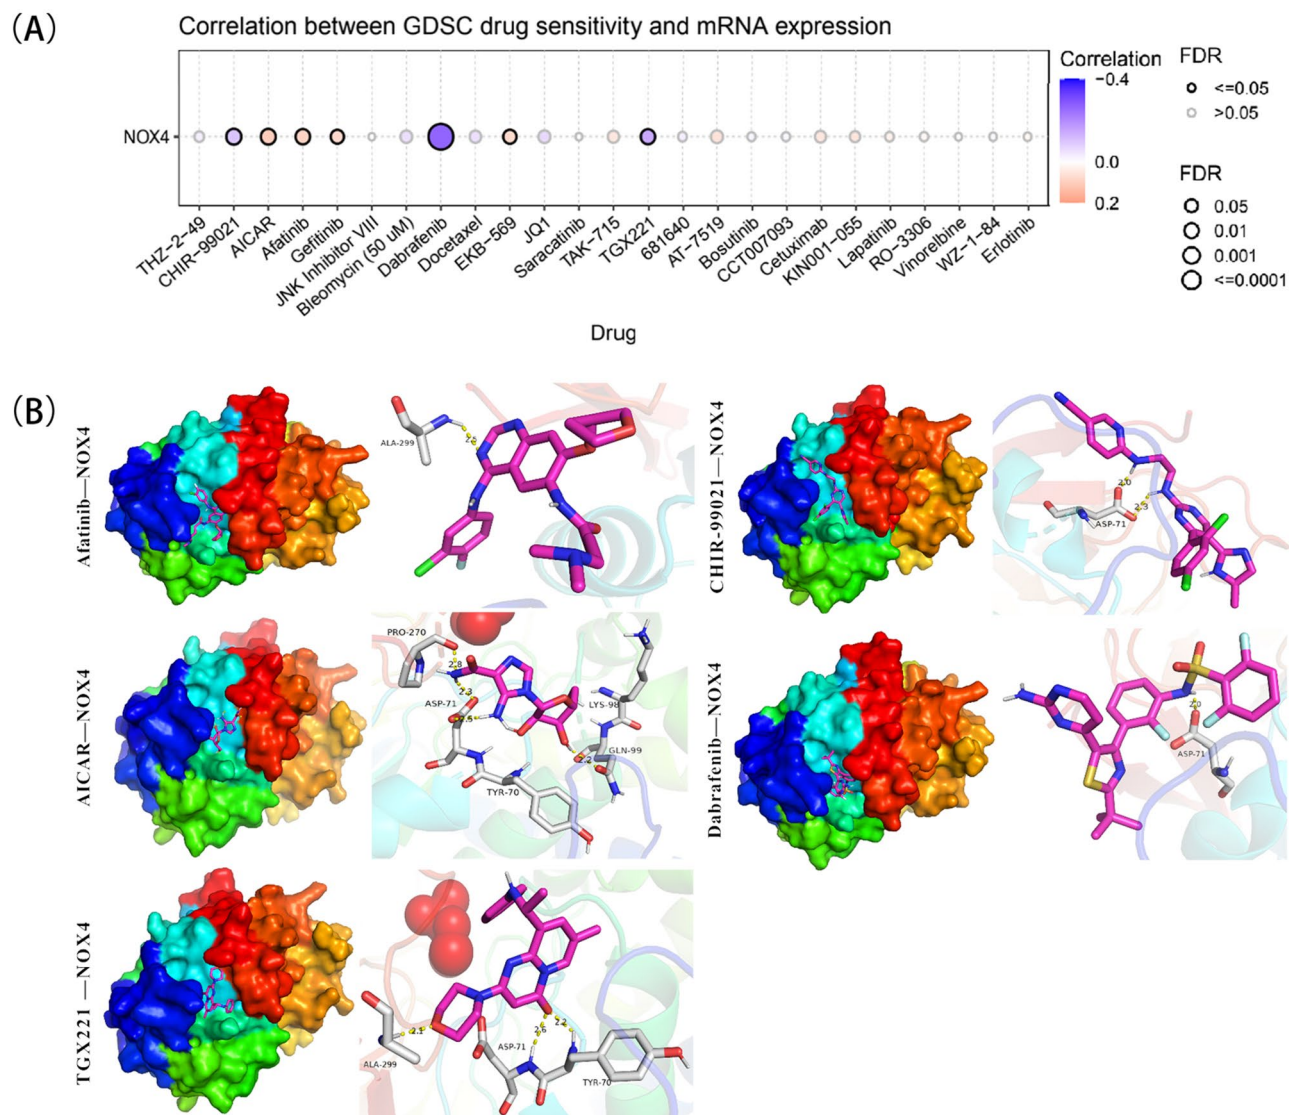 (A)
Correlation between GDSC drug sensitivity and mRNA expression
NOX4
THZ-2-49
CHIR-99021
AICAR
Afatinib
Gefitinib
JNK Inhibitor VIII
Bleomycin (50 uM)
Dabrafenib
Docetaxel
EKB-569
JQ1
Saracatinib
TAK-715
TGX221
681640
AT-7519
Bosutinib
CCT007093
Cetuximab
KIN001-055
Lapatinib
RO-3306
Vinorelbine
WZ-1-84
Erlotinib
Drug
Correlation
-0.4
0.0
0.2
FDR
<=0.05
>0.05
FDR
0.05
0.01
0.001
<=0.0001
(B)
Afatinib—NOX4
ALA-299
CHIR-99021—NOX4
2.0
2.3
ASP-71
AICAR—NOX4
PRO-270
2.8
2.3
ASP-71
2.5
LYS-98
GLN-99
2.2
TYR-70
Dabrafenib—NOX4
2.0
ASP-71
TGX221 —NOX4
2.1
ALA-299
2.6
2.2
ASP-71
TYR-70